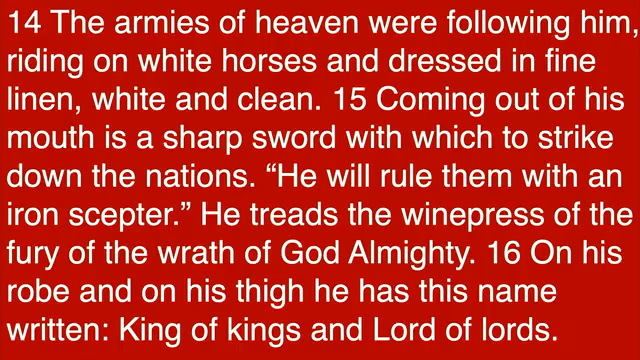 14 The armies of heaven were following him,
riding on white horses and dressed in fine
linen, white and clean. 15 Coming out of his
mouth is a sharp sword with which to strike
down the nations. “He will rule them with an
iron scepter.” He treads the winepress of the
fury of the wrath of God Almighty. 16 On his
robe and on his thigh he has this name
written: King of kings and Lord of lords.